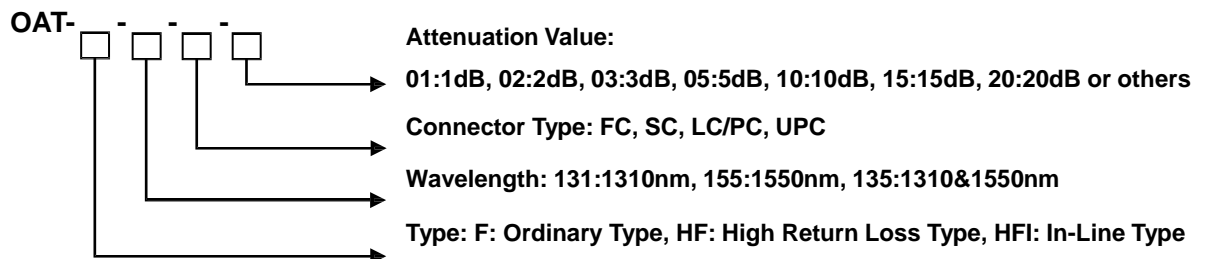 OAT- - - -
Attenuation Value:
01:1dB, 02:2dB, 03:3dB, 05:5dB, 10:10dB, 15:15dB, 20:20dB or others
Connector Type: FC, SC, LC/PC, UPC
Wavelength: 131:1310nm, 155:1550nm, 135:1310&1550nm
Type: F: Ordinary Type, HF: High Return Loss Type, HFI: In-Line Type